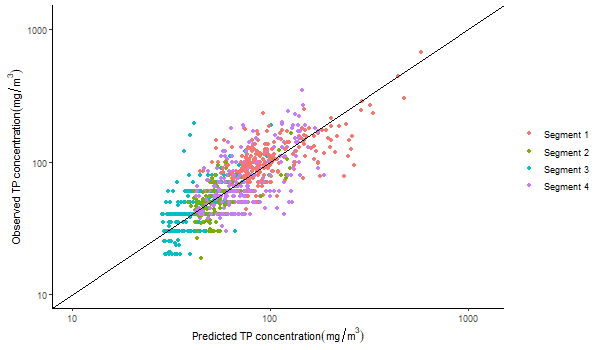 1000
100
10
Observed TP concentration(mg/m³)
10
100
1000
Predicted TP concentration(mg/m³)
Segment 1
Segment 2
Segment 3
Segment 4